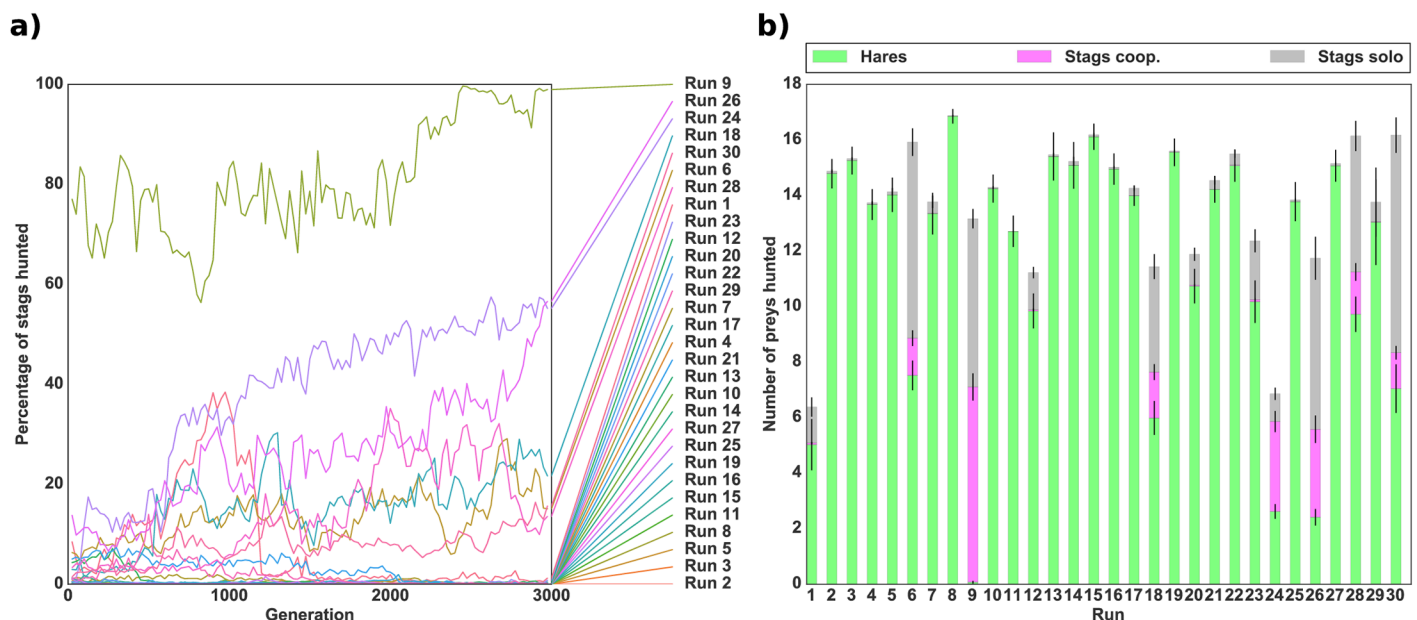 a)
100
80
60
40
20
0
Percentage of stags hunted
0 1000 2000 3000
Generation
Run 9
Run 26
Run 24
Run 18
Run 30
Run 6
Run 28
Run 1
Run 23
Run 12
Run 20
Run 22
Run 29
Run 7
Run 17
Run 4
Run 21
Run 13
Run 10
Run 14
Run 27
Run 25
Run 19
Run 16
Run 15
Run 11
Run 8
Run 5
Run 3
Run 2
b)
Hares Stags coop. Stags solo
18
16
14
12
10
8
6
4
2
0
Number of preys hunted
1 2 3 4 5 6 7 8 9 10 11 12 13 14 15 16 17 18 19 20 21 22 23 24 25 26 27 28 29 30
Run